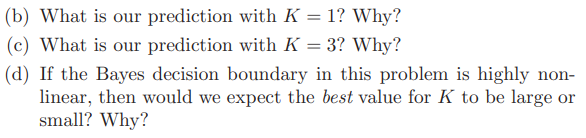 (b) What is our prediction with K = 1? Why?
(c) What is our prediction with K = 3? Why?
(d) If the Bayes decision boundary in this problem is highly non-
linear, then would we expect the best value for K to be large or
small? Why?